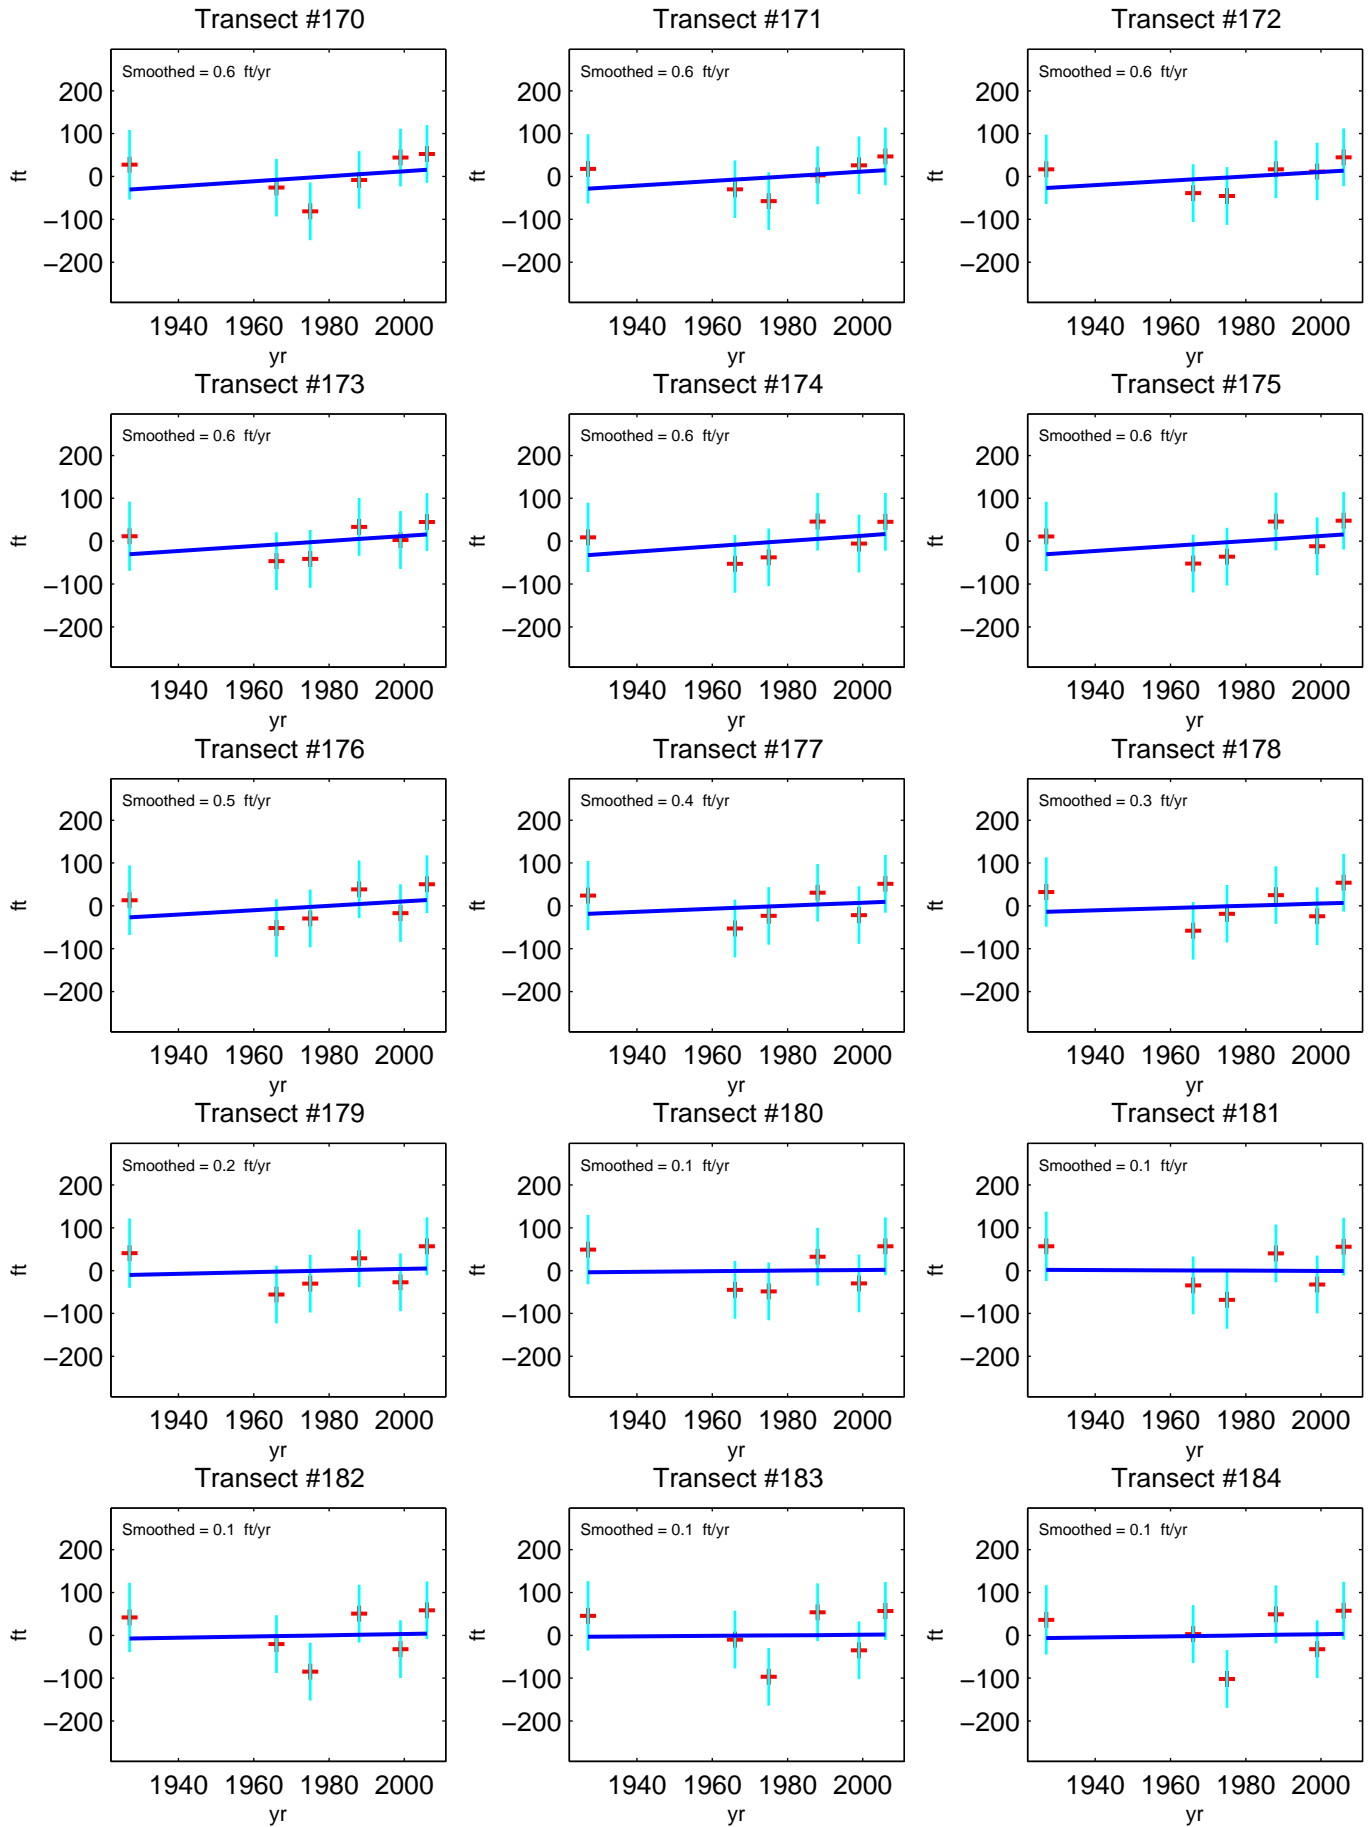 Transect #170
Transect #171
Transect #172
Smoothed = 0.6 ft/yr
Smoothed = 0.6 ft/yr
Smoothed = 0.6 ft/yr
200
100
0
−100
−200
ft
200
100
0
−100
−200
ft
200
100
0
−100
−200
ft
1940 1960 1980 2000
1940 1960 1980 2000
1940 1960 1980 2000
yr
yr
yr
Transect #173
Transect #174
Transect #175
Smoothed = 0.6 ft/yr
Smoothed = 0.6 ft/yr
Smoothed = 0.6 ft/yr
200
100
0
−100
−200
ft
200
100
0
−100
−200
ft
200
100
0
−100
−200
ft
1940 1960 1980 2000
1940 1960 1980 2000
1940 1960 1980 2000
yr
yr
yr
Transect #176
Transect #177
Transect #178
Smoothed = 0.5 ft/yr
Smoothed = 0.4 ft/yr
Smoothed = 0.3 ft/yr
200
100
0
−100
−200
ft
200
100
0
−100
−200
ft
200
100
0
−100
−200
ft
1940 1960 1980 2000
1940 1960 1980 2000
1940 1960 1980 2000
yr
yr
yr
Transect #179
Transect #180
Transect #181
Smoothed = 0.2 ft/yr
Smoothed = 0.1 ft/yr
Smoothed = 0.1 ft/yr
200
100
0
−100
−200
ft
200
100
0
−100
−200
ft
200
100
0
−100
−200
ft
1940 1960 1980 2000
1940 1960 1980 2000
1940 1960 1980 2000
yr
yr
yr
Transect #182
Transect #183
Transect #184
Smoothed = 0.1 ft/yr
Smoothed = 0.1 ft/yr
Smoothed = 0.1 ft/yr
200
100
0
−100
−200
ft
200
100
0
−100
−200
ft
200
100
0
−100
−200
ft
1940 1960 1980 2000
1940 1960 1980 2000
1940 1960 1980 2000
yr
yr
yr